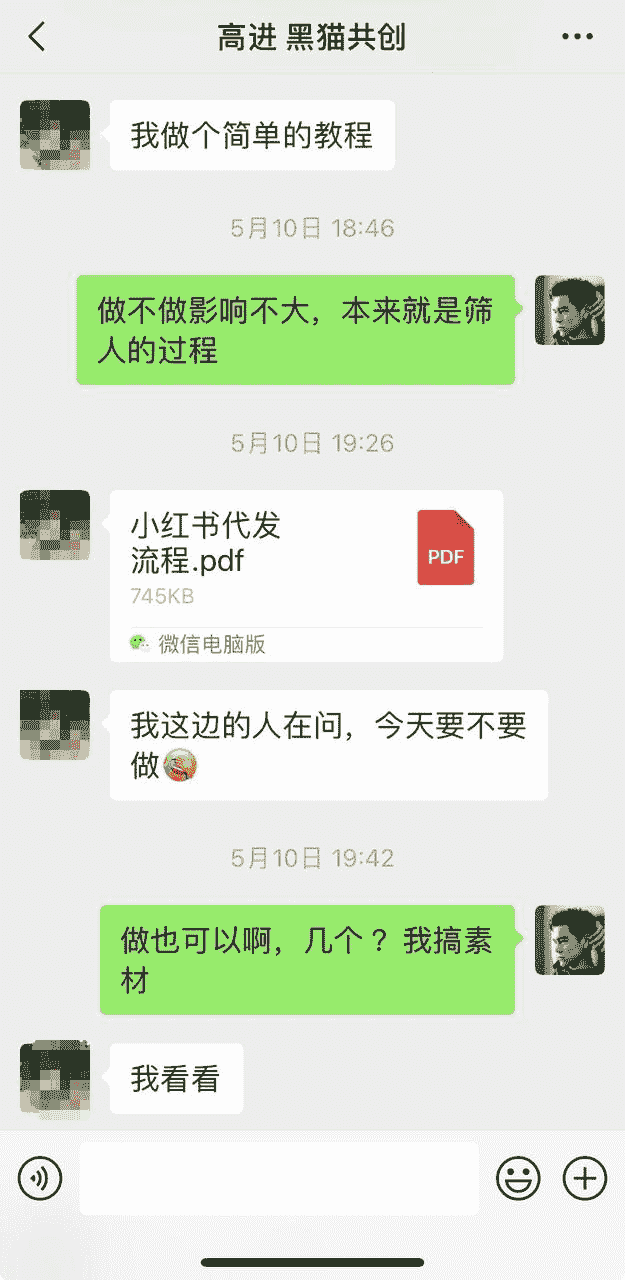 高进 黑猫共创
我做个简单的教程
5月10日 18:46
做不做影响不大，本来就是筛
人的过程
5月10日 19:26
小红书代发
流程.pdf
PDF
745KB
微信电脑版
我这边的人在问，今天要不要
做
5月10日 19:42
做也可以啊，几个？我搞素
材
我看看